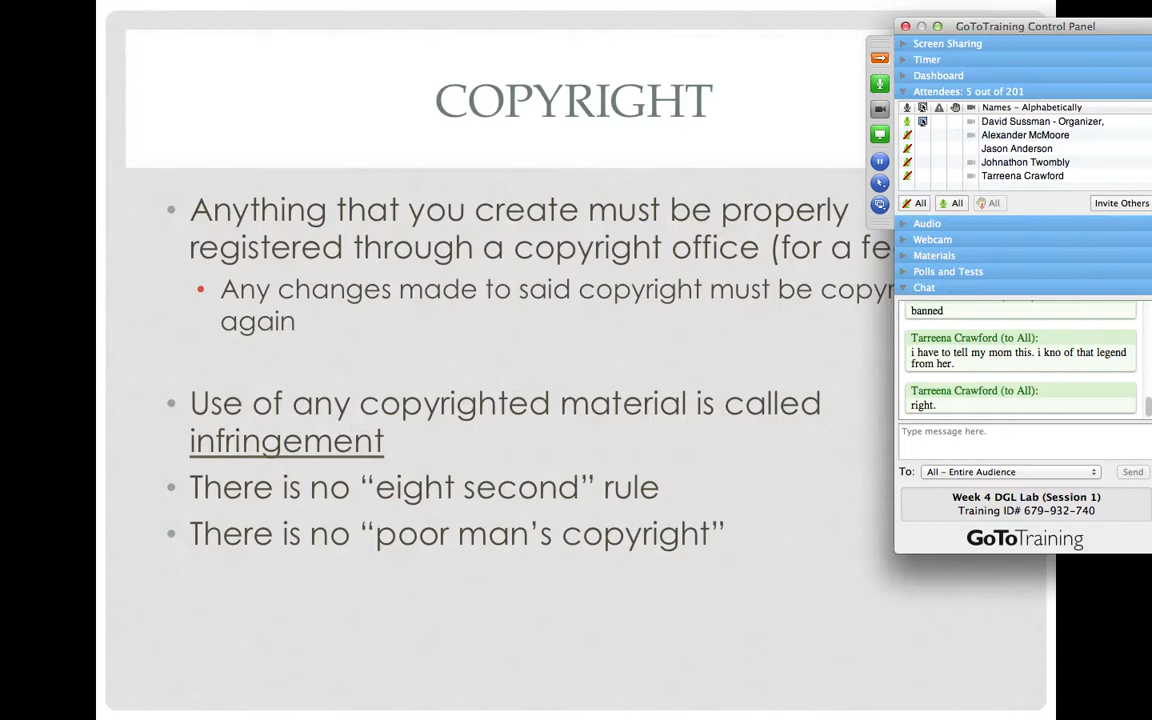 COPYRIGHT
• Anything that you create must be properly
registered through a copyright office (for a fe
• Any changes made to said copyright must be copyr
again
• Use of any copyrighted material is called
infringement
• There is no “eight second” rule
• There is no “poor man’s copyright”
GoToTraining Control Panel
Screen Sharing
Timer
Dashboard
Attendees: 5 out of 201
Names - Alphabetically
David Sussman - Organizer,
Alexander McMoore
Jason Anderson
Johnathon Twombly
Tarreena Crawford
All All All Invite Others
Audio
Webcam
Materials
Polls and Tests
Chat
banned
Tarreena Crawford (to All):
i have to tell my mom this. i kno of that legend
from her.
Tarreena Crawford (to All):
right.
Type message here.
To: All - Entire Audience Send
Week 4 DGL Lab (Session 1)
Training ID# 679-932-740
GoToTraining